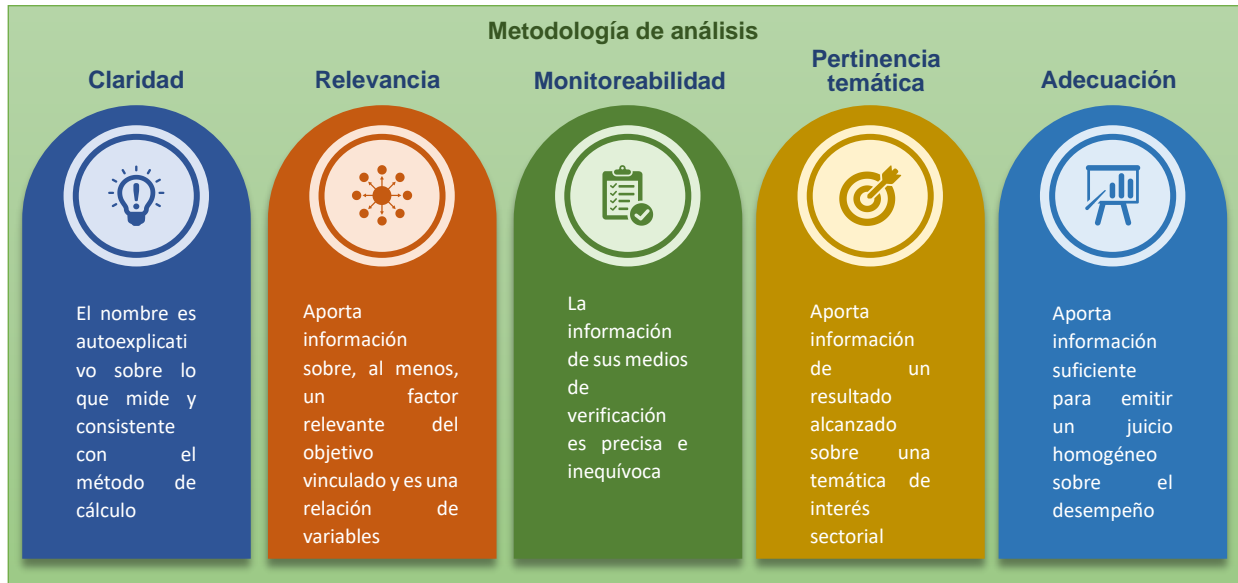 Metodología de análisis
Claridad
El nombre es
autoexplicati
vo sobre lo
que mide y
consistente
con el
método de
cálculo
Relevancia
Aporta
información
sobre, al menos,
un factor
relevante del
objetivo
vinculado y es una
relación de
variables
Monitoreabilidad
La
información
de sus medios
de
verificación
es precisa e
inequívoca
Pertinencia
temática
Aporta
información
de un
resultado
alcanzado
sobre una
temática de
interés
sectorial
Adecuación
Aporta
información
suficiente
para emitir
un juicio
homogéneo
sobre el
desempeño